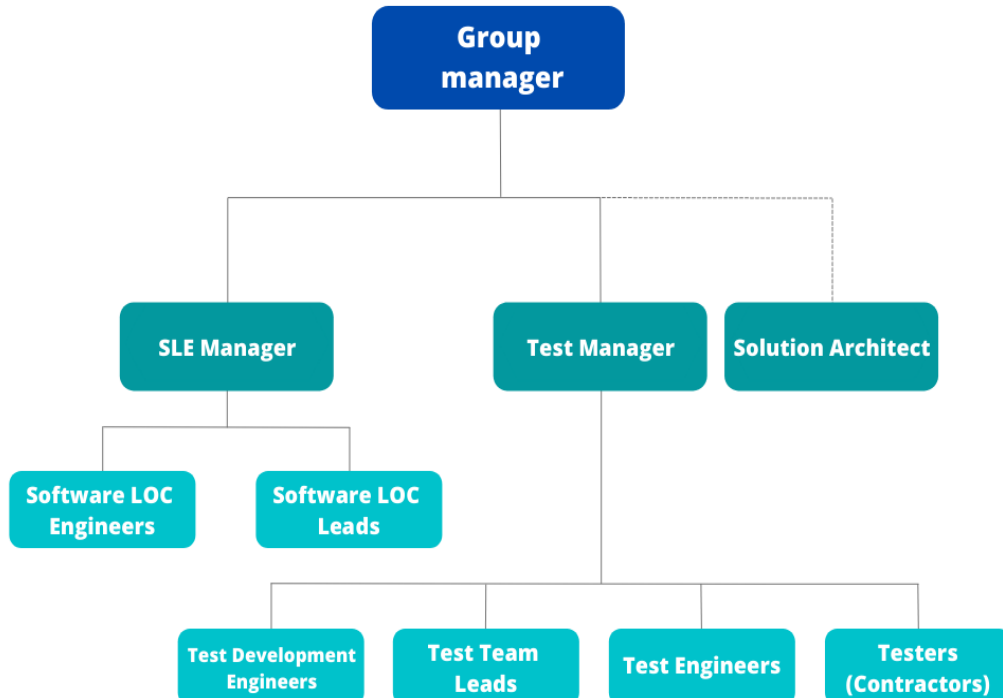 Group
manager
SLE Manager
Test Manager
Solution Architect
Software LOC
Engineers
Software LOC
Leads
Test Development
Engineers
Test Team
Leads
Test Engineers
Testers
(Contractors)